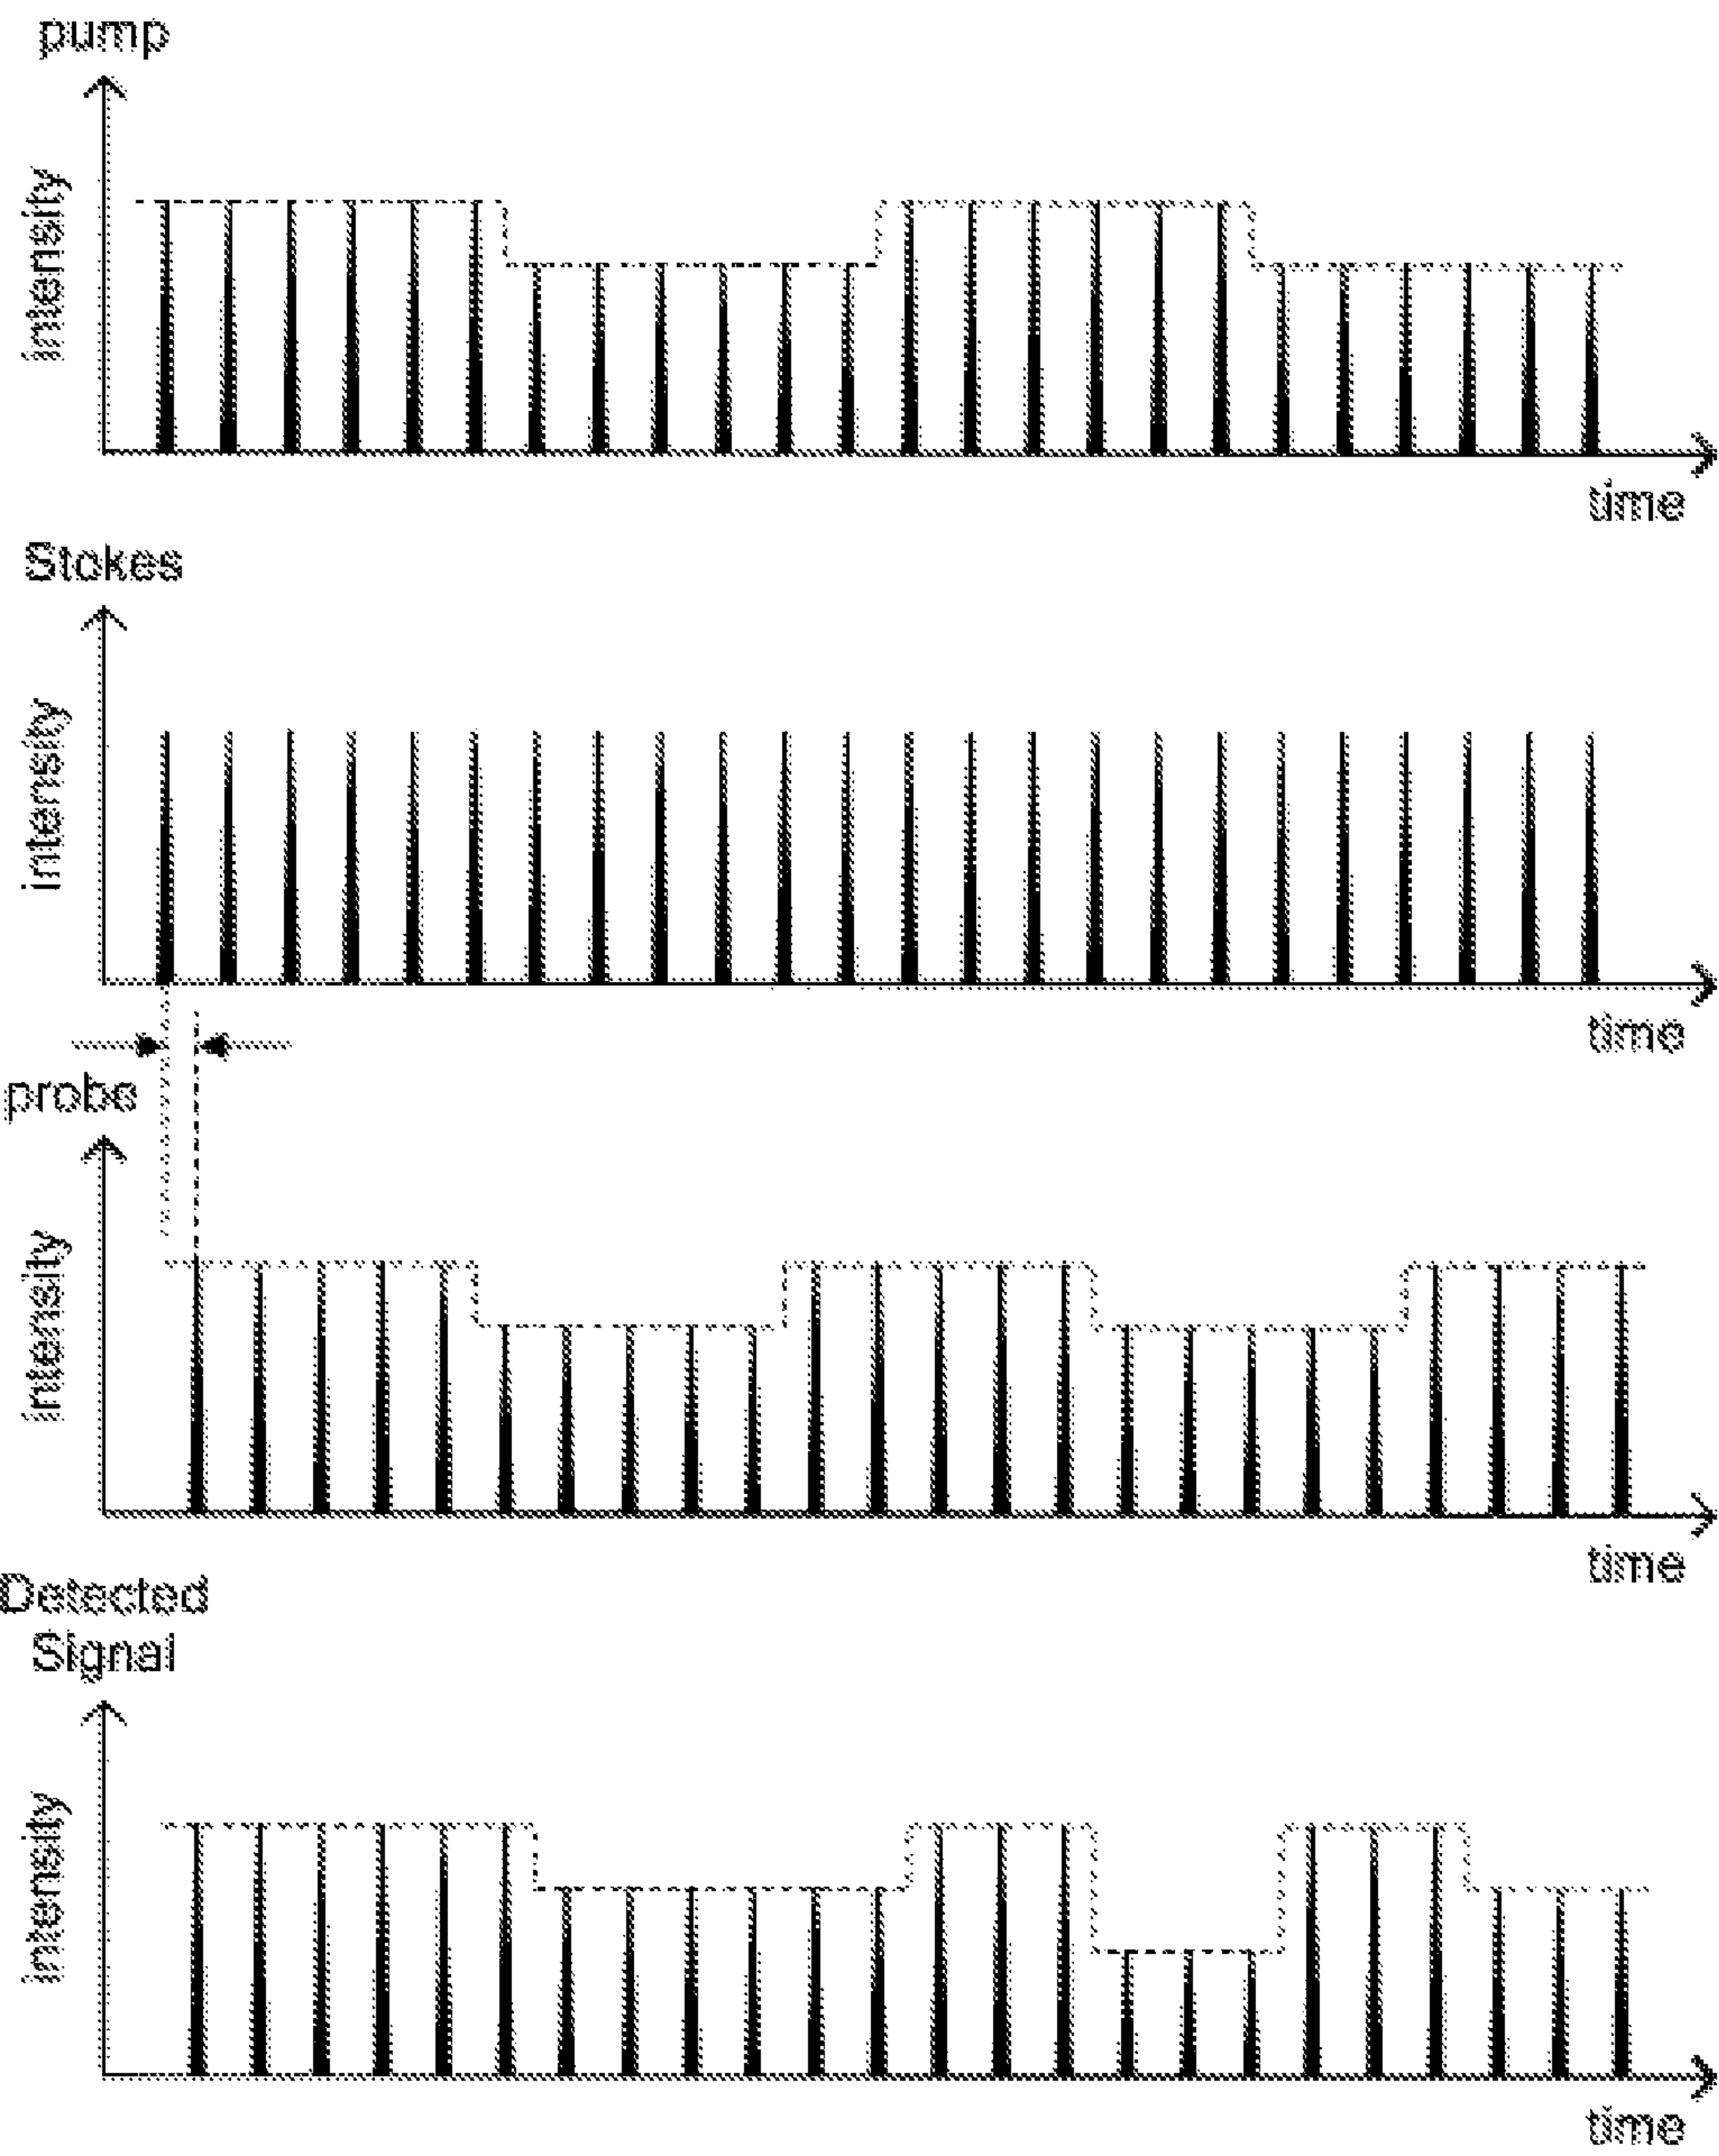 pump
intensity
time
Stokes
intensity
time
probe
intensity
time
Detected
Signal
intensity
time